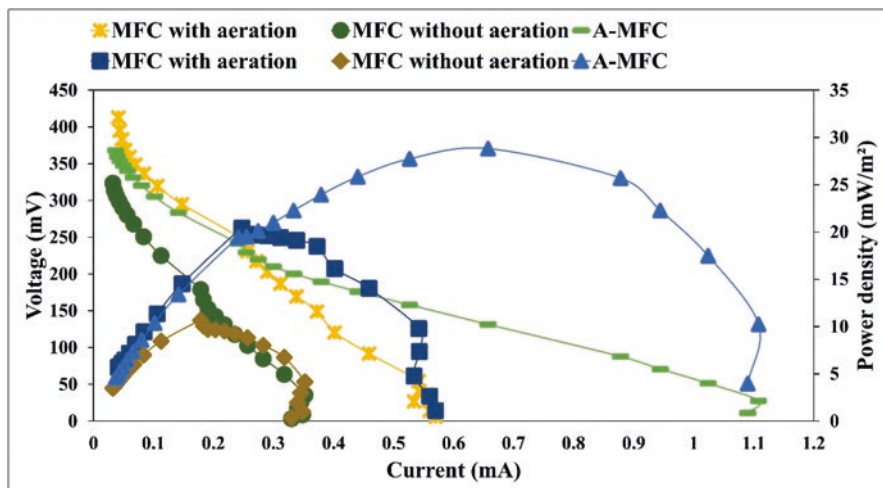 MFC with aeration MFC without aeration A-MFC
MFC with aeration MFC without aeration A-MFC
450 35
400 30
350 25
300 20
250 15
200 10
150 5
100 0
50
0
Voltage (mV)
Power density (mW/m²)
0 0.1 0.2 0.3 0.4 0.5 0.6 0.7 0.8 0.9 1 1.1 1.2
Current (mA)